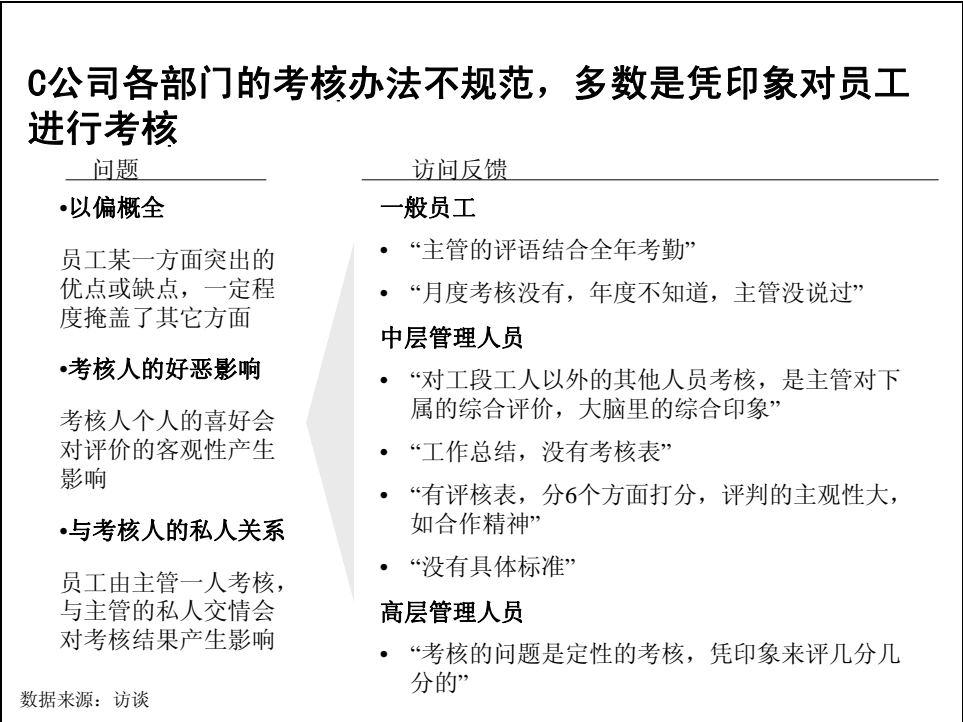 C公司各部门的考核办法不规范，多数是凭印象对员工
进行考核
问题
•以偏概全
员工某一方面突出的
优点或缺点，一定程
度掩盖了其它方面
•考核人的好恶影响
考核人个人的喜好会
对评价的客观性产生
影响
•与考核人的私人关系
员工由主管一人考核，
与主管的私人交情会
对考核结果产生影响
访问反馈
一般员工
• “主管的评语结合全年考勤”
• “月度考核没有，年度不知道，主管没说过”
中层管理人员
• “对工段工人以外的其他人员考核，是主管对下
属的综合评价，大脑里的综合印象”
• “工作总结，没有考核表”
• “有评核表，分6个方面打分，评判的主观性大，
如合作精神”
• “没有具体标准”
高层管理人员
• “考核的问题是定性的考核，凭印象来评几分几
分的”
数据来源：访谈